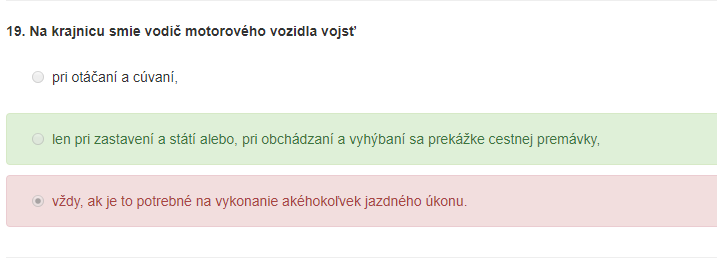 19. Na krajnicu smie vodič motorového vozidla vojsť
pri otáčaní a cúvaní,
len pri zastavení a státí alebo, pri obchádzaní a vyhýbaní sa prekážke cestnej premávky,
vždy, ak je to potrebné na vykonanie akéhokoľvek jazdného úkonu.